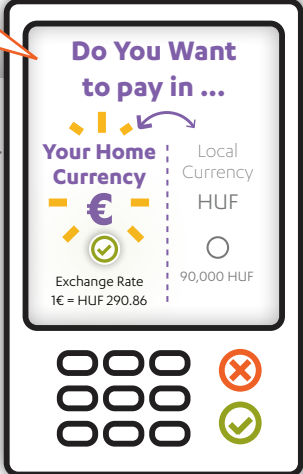 Do You Want
to pay in ...
Your Home
Currency
€
Exchange Rate
1€ = HUF 290.86
Local
Currency
HUF
90,000 HUF